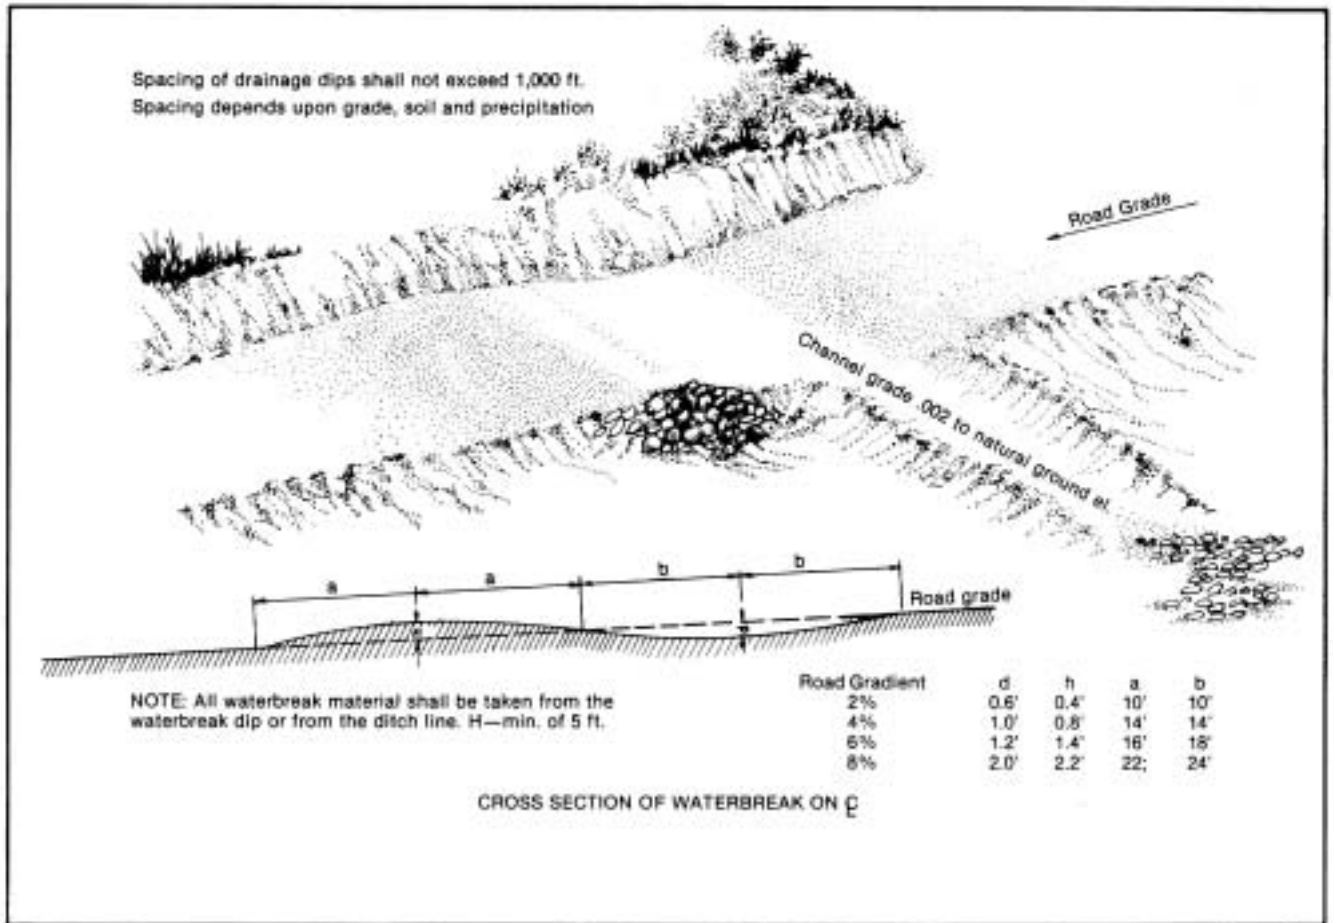 Spacing of drainage dips shall not exceed 1,000 ft.
Spacing depends upon grade, soil and precipitation
Road Grade
Channel grade .002 to natural ground el.
a a b b
Road grade
NOTE: All waterbreak material shall be taken from the
waterbreak dip or from the ditch line. H—min. of 5 ft.
Road Gradient d h a b
2% 0.6' 0.4' 10' 10'
4% 1.0' 0.8' 14' 14'
6% 1.2' 1.4' 16' 18'
8% 2.0' 2.2' 22; 24'
CROSS SECTION OF WATERBREAK ON ℄